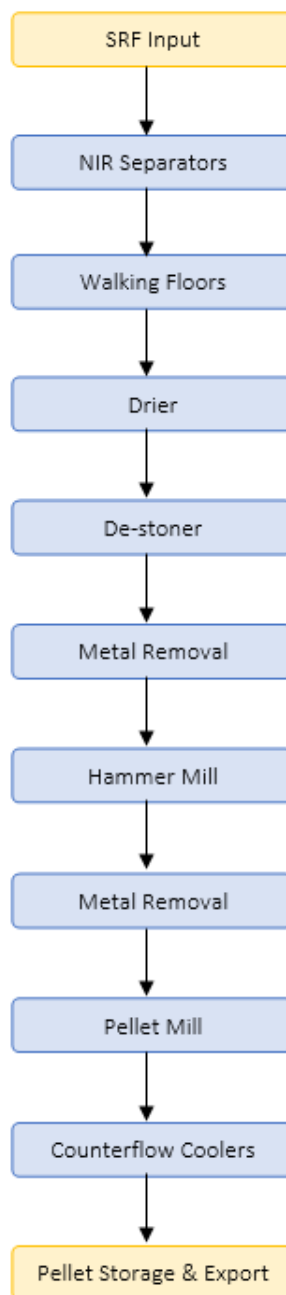 SRF Input
NIR Separators
Walking Floors
Drier
De-stoner
Metal Removal
Hammer Mill
Metal Removal
Pellet Mill
Counterflow Coolers
Pellet Storage & Export